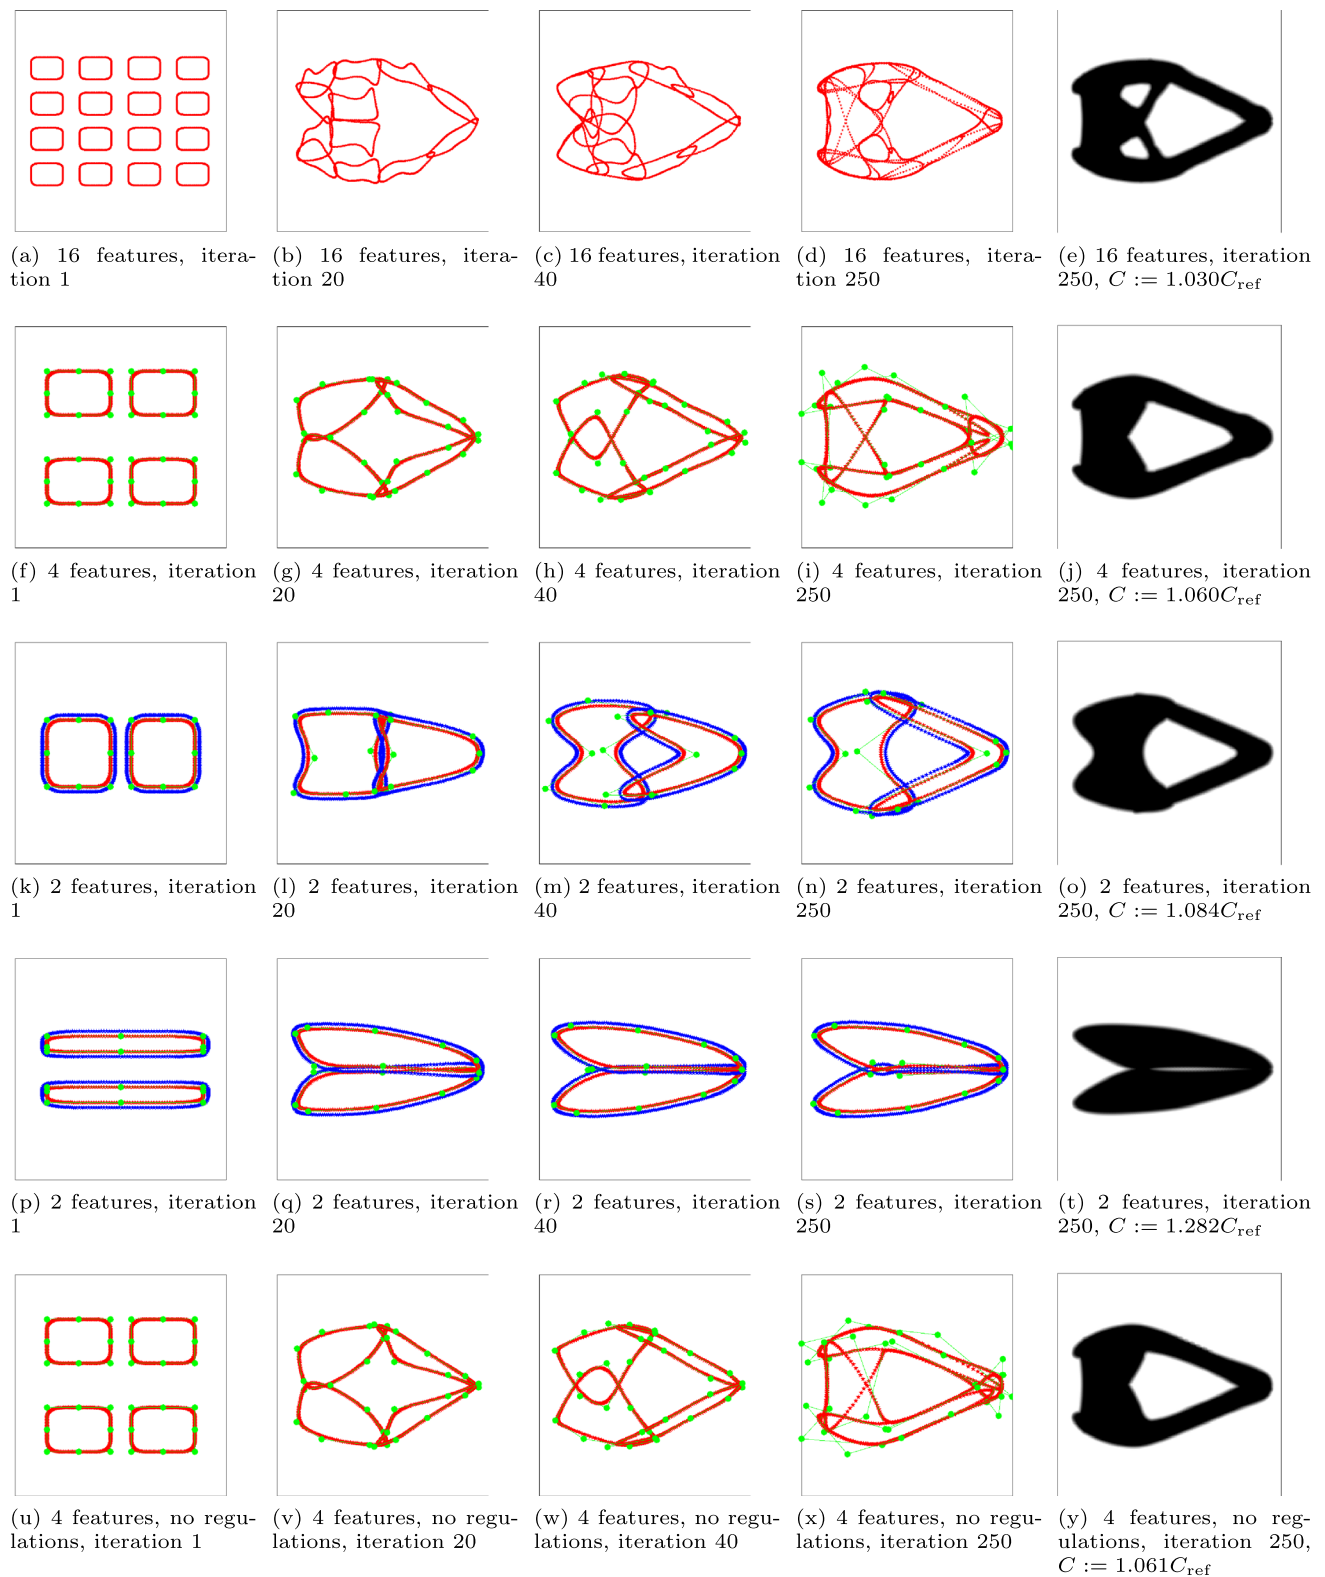 (a) 16 features, itera-
tion 1
(b) 16 features, itera-
tion 20
(c) 16 features, iteration
40
(d) 16 features, itera-
tion 250
(e) 16 features, iteration
250, C := 1.030C_ref
(f) 4 features, iteration
1
(g) 4 features, iteration
20
(h) 4 features, iteration
40
(i) 4 features, iteration
250
(j) 4 features, iteration
250, C := 1.060C_ref
(k) 2 features, iteration
1
(l) 2 features, iteration
20
(m) 2 features, iteration
40
(n) 2 features, iteration
250
(o) 2 features, iteration
250, C := 1.084C_ref
(p) 2 features, iteration
1
(q) 2 features, iteration
20
(r) 2 features, iteration
40
(s) 2 features, iteration
250
(t) 2 features, iteration
250, C := 1.282C_ref
(u) 4 features, no regu-
lations, iteration 1
(v) 4 features, no regu-
lations, iteration 20
(w) 4 features, no regu-
lations, iteration 40
(x) 4 features, no regu-
lations, iteration 250
(y) 4 features, no reg-
ulations, iteration 250,
C := 1.061C_ref